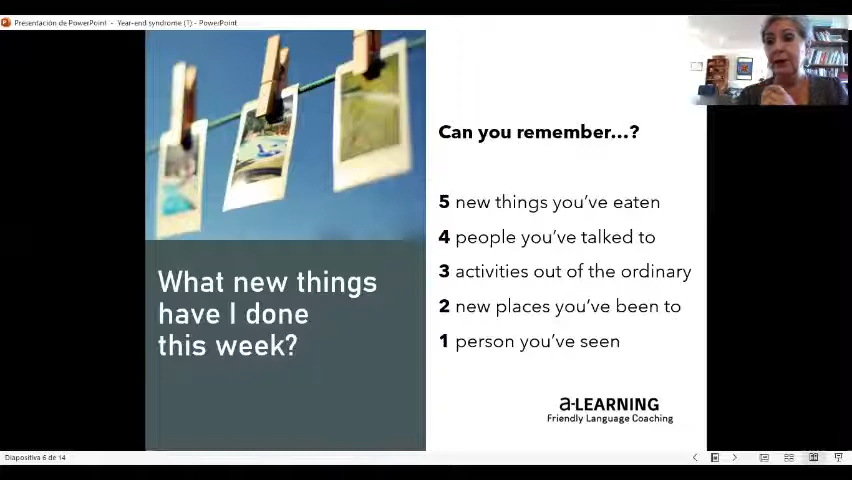 Presentación de PowerPoint - Year-end syndrome (1) - PowerPoint
Can you remember...?
5 new things you've eaten
4 people you've talked to
3 activities out of the ordinary
2 new places you've been to
1 person you've seen
What new things
have I done
this week?
a-LEARNING
Friendly Language Coaching
Diapositiva 6 de 14